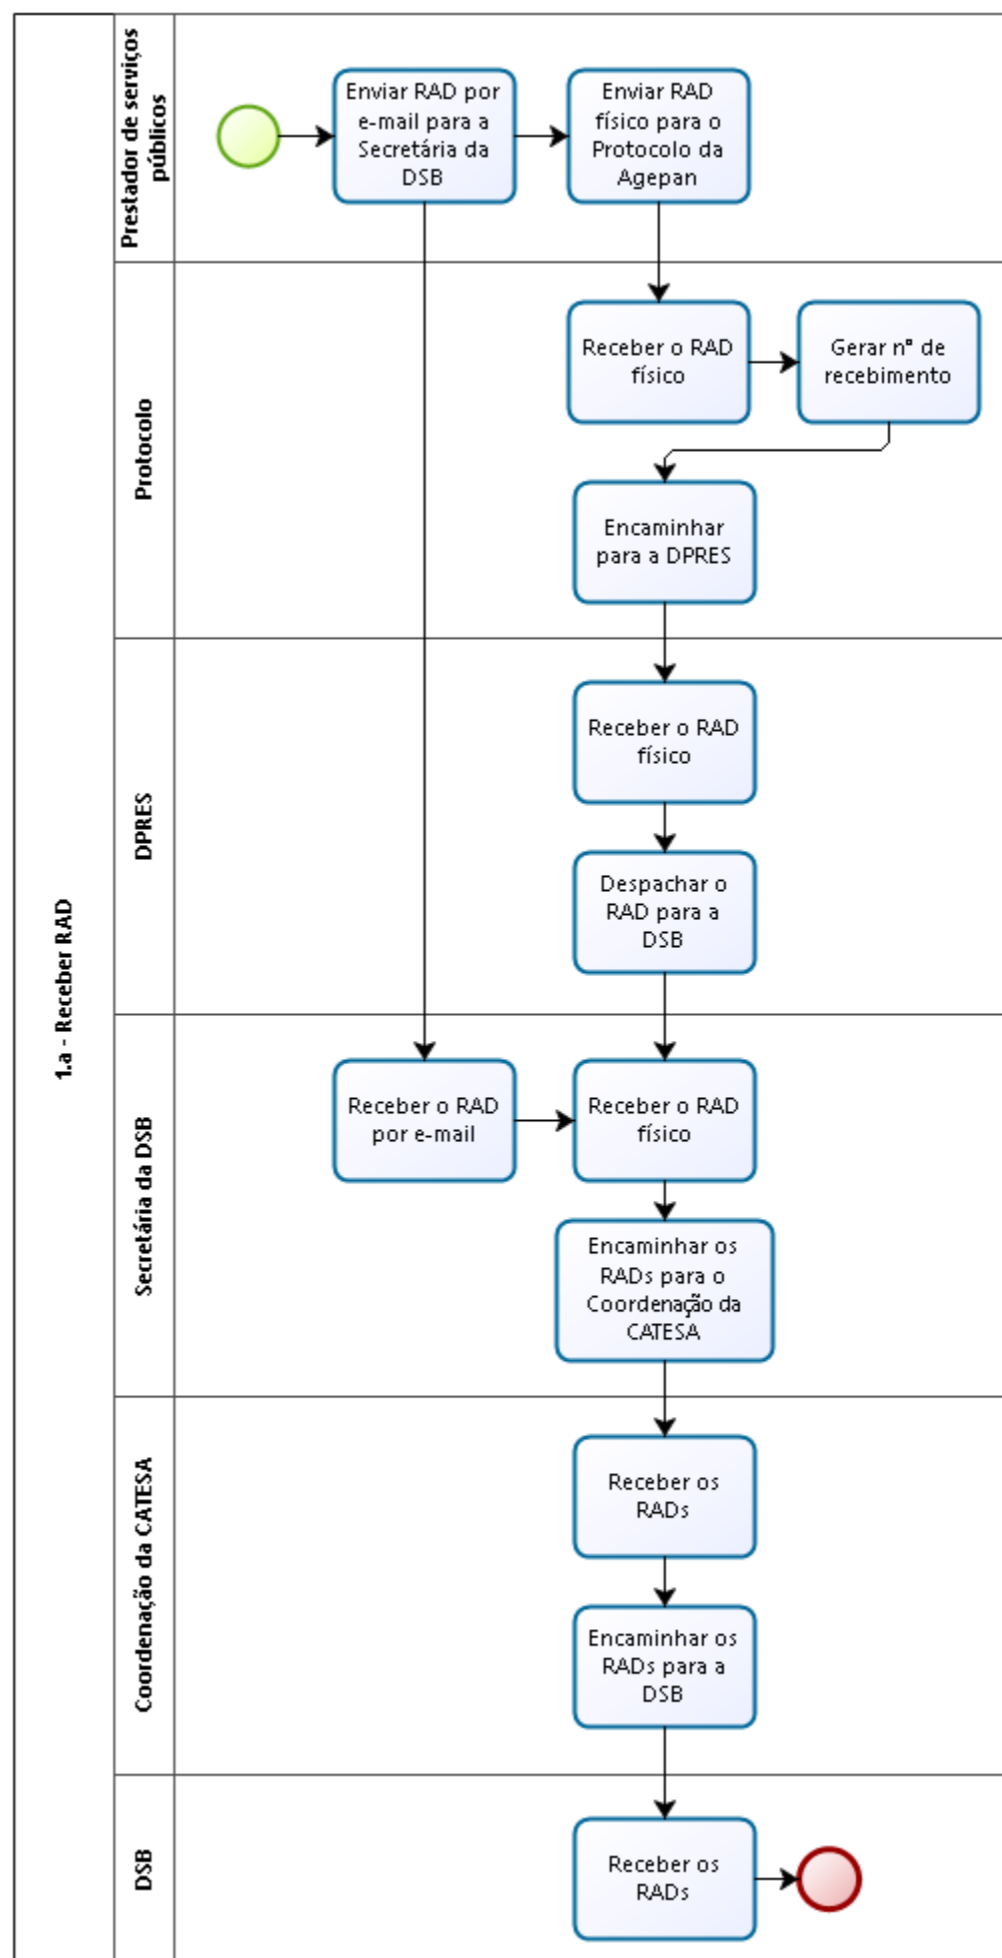 1.a - Receber RAD
Prestador de serviços
públicos
Enviar RAD por
e-mail para a
Secretária da
DSB
Enviar RAD
físico para o
Protocolo da
Agepan
Protocolo
Receber o RAD
físico
Gerar n° de
recebimento
Encaminhar
para a DPRES
DPRES
Receber o RAD
físico
Despachar o
RAD para a
DSB
Secretária da DSB
Receber o RAD
por e-mail
Receber o RAD
físico
Encaminhar os
RADs para o
Coordenação da
CATESA
Coordenação da CATESA
Receber os
RADs
Encaminhar os
RADs para a
DSB
DSB
Receber os
RADs